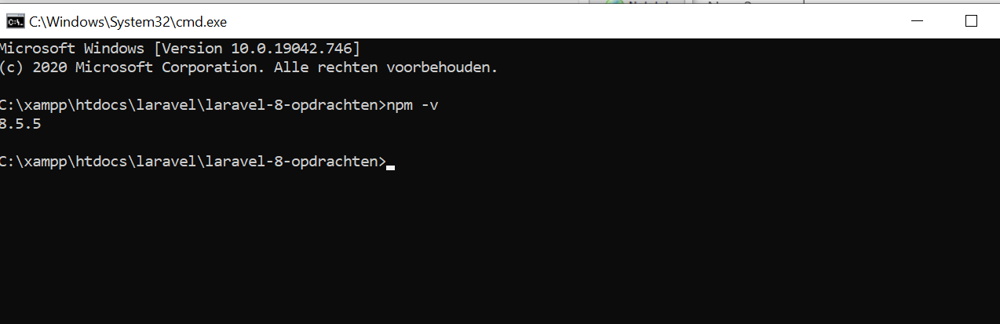 C:\Windows\System32\cmd.exe
Microsoft Windows [Version 10.0.19042.746]
(c) 2020 Microsoft Corporation. Alle rechten voorbehouden.
C:\xampp\htdocs\laravel\laravel-8-opdrachten>npm -v
8.5.5
C:\xampp\htdocs\laravel\laravel-8-opdrachten>